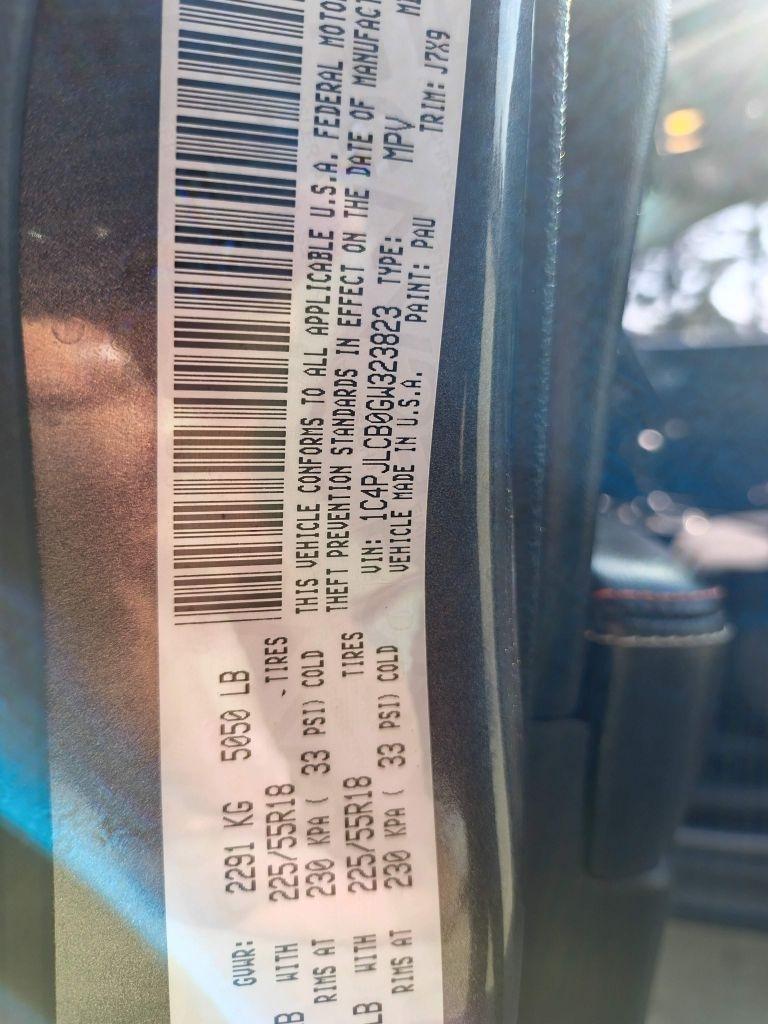 GVWR: 2291 KG 5050 LB
B WITH 225/55R18 TIRES
RIMS AT 230 KPA ( 33 PSI) COLD
LB WITH 225/55R18 TIRES
RIMS AT 230 KPA ( 33 PSI) COLD
THIS VEHICLE CONFORMS TO ALL APPLICABLE U.S.A. FEDERAL MOTO
THEFT PREVENTION STANDARDS IN EFFECT ON THE DATE OF MANUFACT
VIN: 1C4PJLCB0GW323823 TYPE: MPV
VEHICLE MADE IN U.S.A. PAINT: PAU TRIM: J7X9